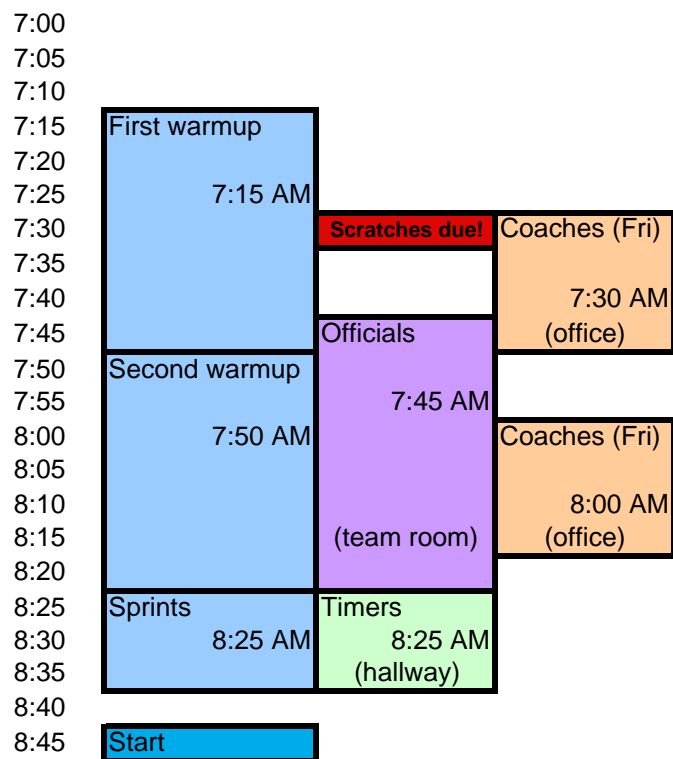 7:00
7:05
7:10
7:15 First warmup
7:20
7:25 7:15 AM
7:30 Scratches due! Coaches (Fri)
7:35
7:40 7:30 AM
7:45 Officials (office)
7:50 Second warmup
7:55 7:45 AM
8:00 7:50 AM Coaches (Fri)
8:05
8:10 8:00 AM
8:15 (team room) (office)
8:20
8:25 Sprints Timers
8:30 8:25 AM 8:25 AM
8:35 (hallway)
8:40
8:45 Start